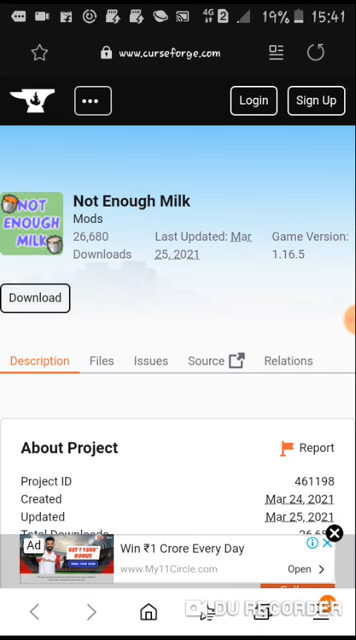 4G 2 19% 15:41
www.curseforge.com
Login Sign Up
NOT ENOUGH MILK
Not Enough Milk
Mods
26,680 Downloads
Last Updated: Mar 25, 2021
Game Version: 1.16.5
Download
Description Files Issues Source Relations
About Project
Report
Project ID 461198
Created Mar 24, 2021
Updated Mar 25, 2021
Total Downloads
Ad
Win ₹1 Crore Every Day
www.My11Circle.com
Open
DU RECORDER